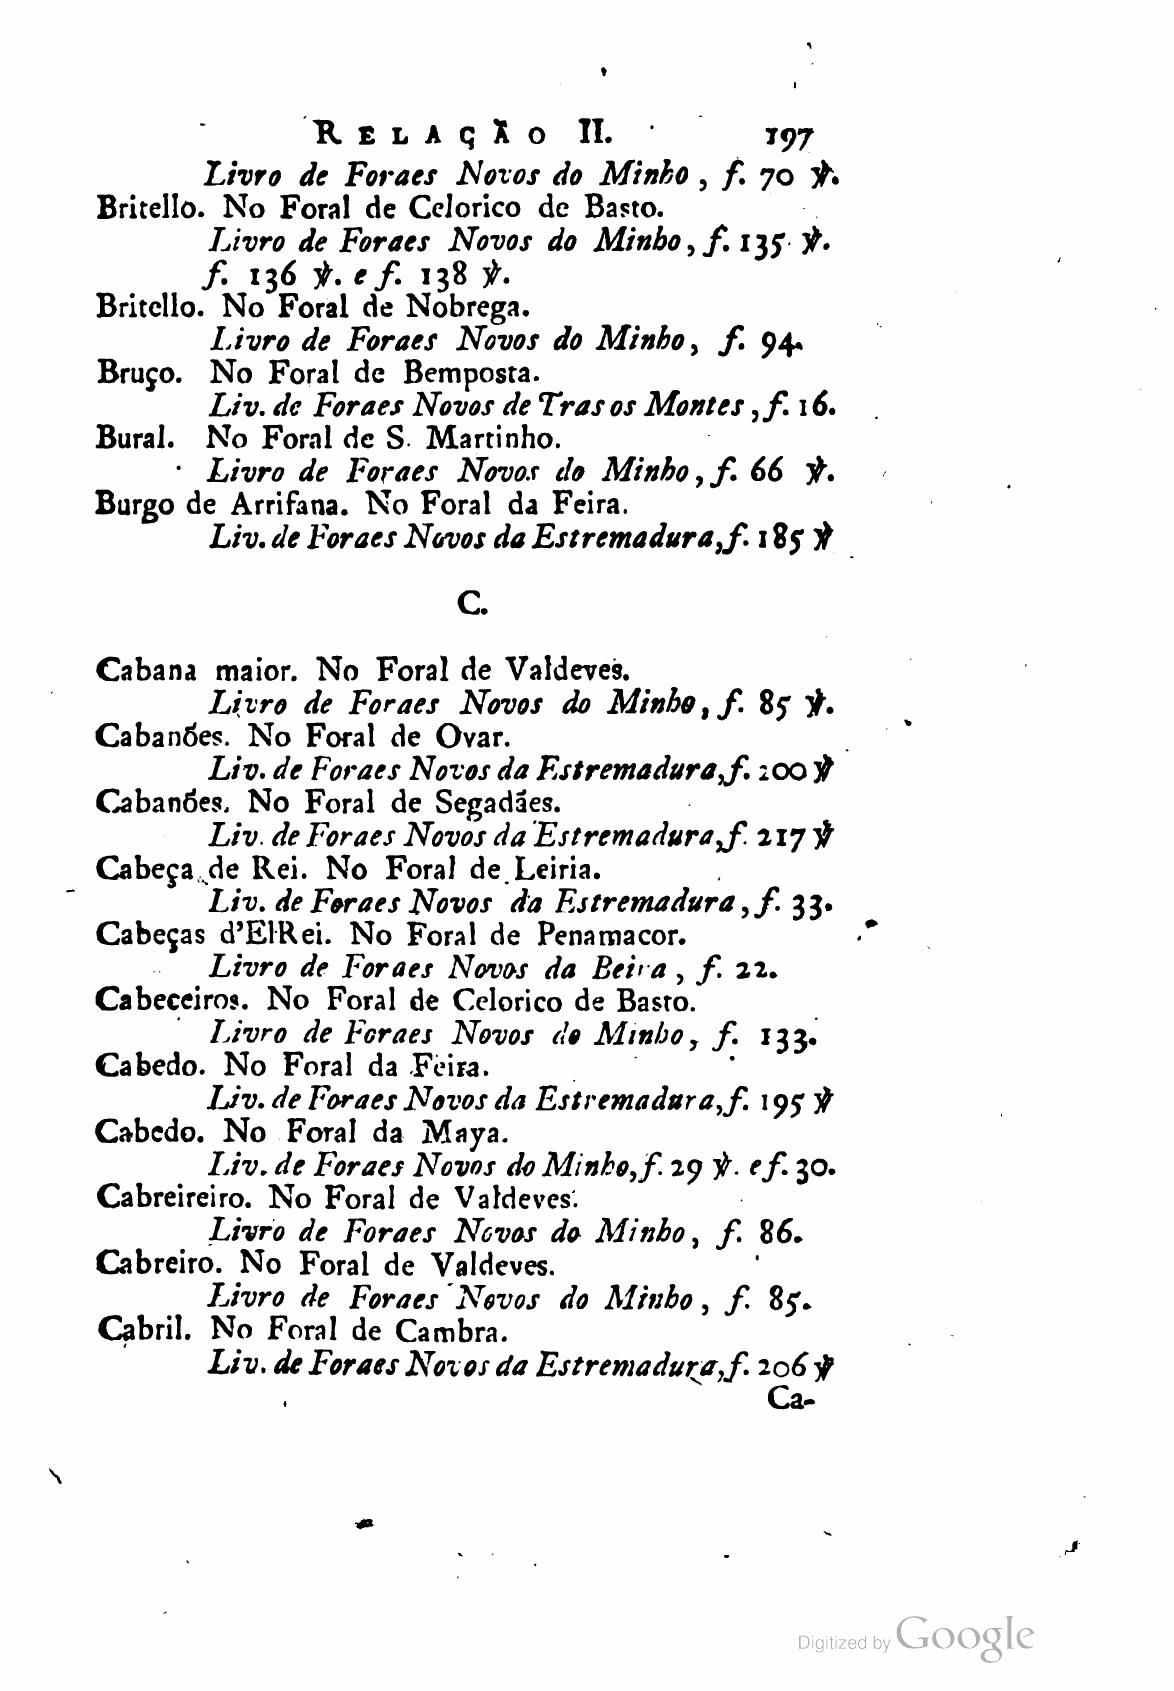 RELAÇÃO II. 197
Livro de Foraes Novos do Minho, f. 70 ℣.
Britello. No Foral de Celorico de Basto.
Livro de Foraes Novos do Minho, f. 135 ℣.
f. 136 ℣. e f. 138 ℣.
Britello. No Foral de Nobrega.
Livro de Foraes Novos do Minho, f. 94.
Bruço. No Foral de Bemposta.
Liv. de Foraes Novos de Tras os Montes, f. 16.
Bural. No Foral de S. Martinho.
Livro de Foraes Novos do Minho, f. 66 ℣.
Burgo de Arrifana. No Foral da Feira.
Liv. de Foraes Novos da Estremadura, f. 185 ℣
C.
Cabana maior. No Foral de Valdeves.
Livro de Foraes Novos do Minho, f. 85 ℣.
Cabanões. No Foral de Ovar.
Liv. de Foraes Novos da Estremadura, f. 200 ℣
Cabanões. No Foral de Segadães.
Liv. de Foraes Novos da Estremadura, f. 217 ℣
Cabeça de Rei. No Foral de Leiria.
Liv. de Foraes Novos da Estremadura, f. 33.
Cabeças d'ElRei. No Foral de Penamacor.
Livro de Foraes Novos da Beira, f. 22.
Cabeceiros. No Foral de Celorico de Basto.
Livro de Foraes Novos do Minho, f. 133.
Cabedo. No Foral da Feira.
Liv. de Foraes Novos da Estremadura, f. 195 ℣
Cabedo. No Foral da Maya.
Liv. de Foraes Novos do Minho, f. 29 ℣. e f. 30.
Cabreireiro. No Foral de Valdeves.
Livro de Foraes Novos do Minho, f. 86.
Cabreiro. No Foral de Valdeves.
Livro de Foraes Novos do Minho, f. 85.
Cabril. No Foral de Cambra.
Liv. de Foraes Novos da Estremadura, f. 206 ℣
Ca-
Digitized by Google